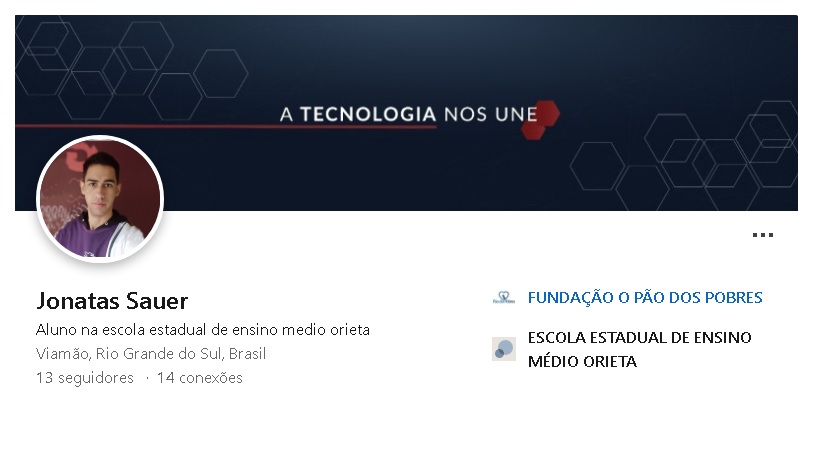 A TECNOLOGIA NOS UNE
Jonatas Sauer
Aluno na escola estadual de ensino medio orieta
Viamão, Rio Grande do Sul, Brasil
13 seguidores · 14 conexões
FUNDAÇÃO O PÃO DOS POBRES
ESCOLA ESTADUAL DE ENSINO
MÉDIO ORIETA